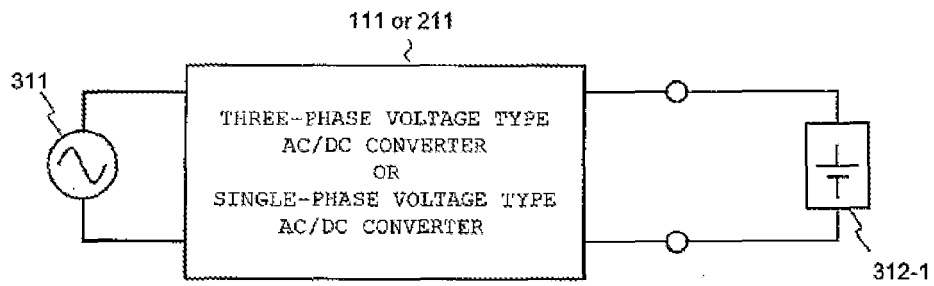 111 or 211
311
THREE-PHASE VOLTAGE TYPE
AC/DC CONVERTER
OR
SINGLE-PHASE VOLTAGE TYPE
AC/DC CONVERTER
312-1